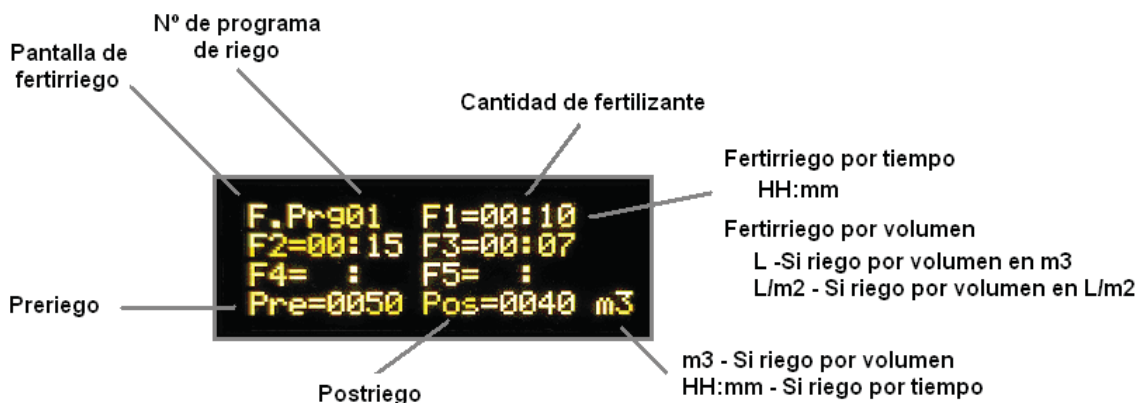 Nº de programa
de riego
Pantalla de
fertirriego
Cantidad de fertilizante
Fertirriego por tiempo
HH:mm
Fertirriego por volumen
L -Si riego por volumen en m3
L/m2 - Si riego por volumen en L/m2
F.Prg01 F1=00:10
F2=00:15 F3=00:07
F4= : F5= :
Pre=0050 Pos=0040 m3
Preriego
Postriego
m3 - Si riego por volumen
HH:mm - Si riego por tiempo